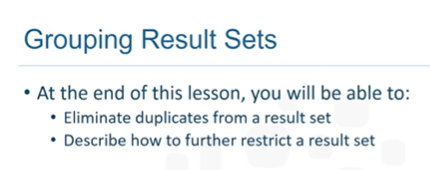 Grouping Result Sets
• At the end of this lesson, you will be able to:
• Eliminate duplicates from a result set
• Describe how to further restrict a result set